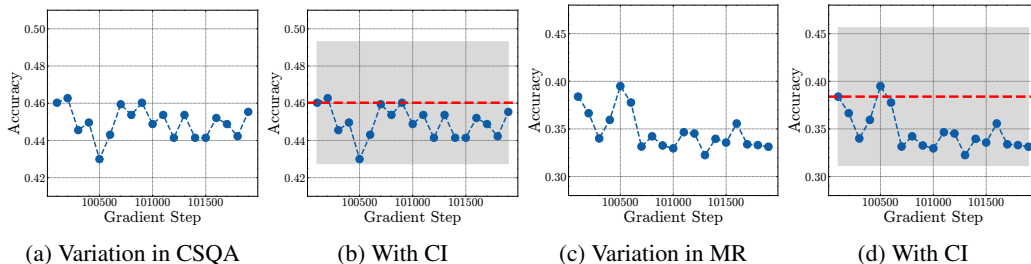 0.50
0.48
0.46
0.44
0.42
Accuracy
100500
101000
101500
Gradient Step
(a) Variation in CSQA
0.50
0.48
0.46
0.44
0.42
Accuracy
100500
101000
101500
Gradient Step
(b) With CI
0.45
0.40
0.35
0.30
Accuracy
100500
101000
101500
Gradient Step
(c) Variation in MR
0.45
0.40
0.35
0.30
Accuracy
100500
101000
101500
Gradient Step
(d) With CI